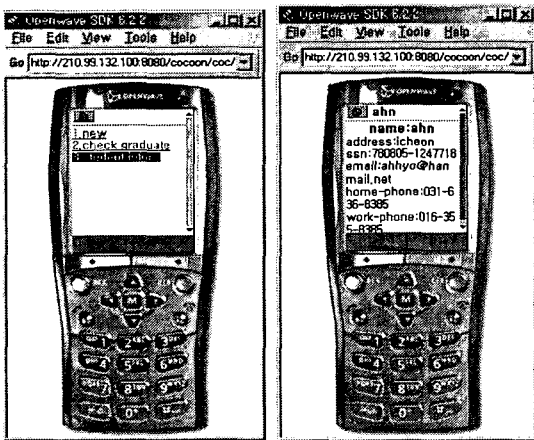 Openwave SDK 6.2.2
File Edit View Tools Help
Go http://210.99.132.100:8080/cocoon/coc/
OPENWAVE
1.new
2.check graduate
Openwave SDK 6.2.2
File Edit View Tools Help
Go http://210.99.132.100:8080/cocoon/coc/
OPENWAVE
ahn
name:ahn
address:icheon
ssn:780805-1247718
email:ahhyo@han
mail.net
home-phone:031-6
36-8385
work-phone:016-35
5-8385